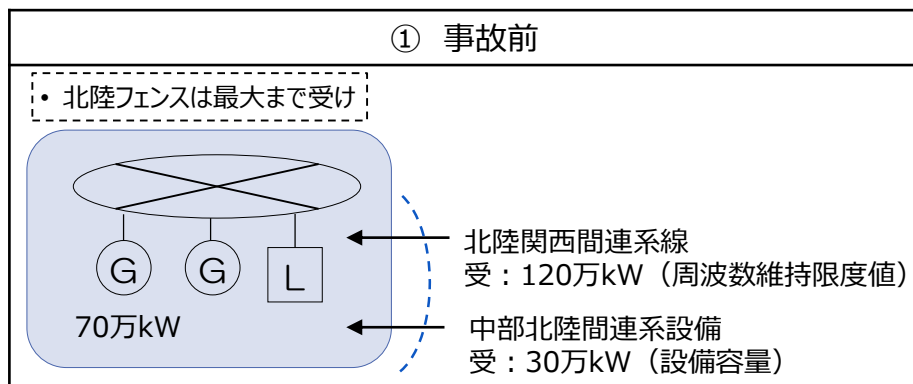 ① 事故前
• 北陸フェンスは最大まで受け
G G L
70万kW
北陸関西間連系線
受：120万kW（周波数維持限度値）
中部北陸間連系設備
受：30万kW（設備容量）